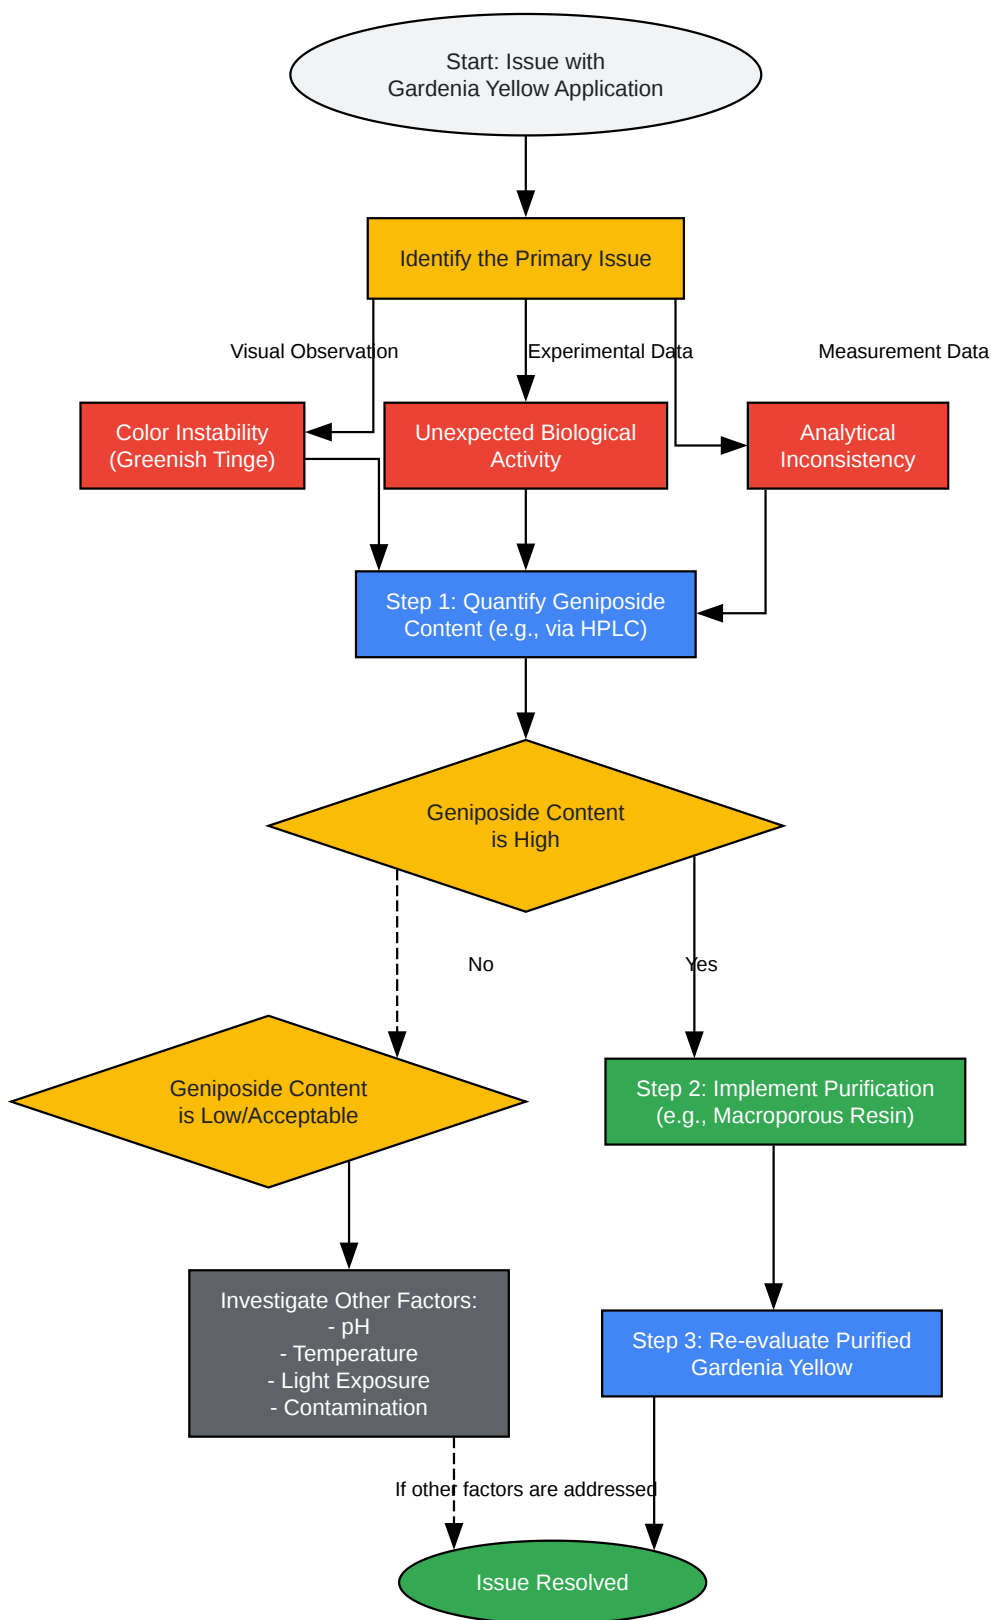 Start: Issue with
Gardenia Yellow Application
Identify the Primary Issue
Visual Observation
Experimental Data
Measurement Data
Color Instability
(Greenish Tinge)
Unexpected Biological
Activity
Analytical
Inconsistency
Step 1: Quantify Geniposide
Content (e.g., via HPLC)
Geniposide Content
is High
No
Yes
Geniposide Content
is Low/Acceptable
Step 2: Implement Purification
(e.g., Macroporous Resin)
Investigate Other Factors:
- pH
- Temperature
- Light Exposure
- Contamination
Step 3: Re-evaluate Purified
Gardenia Yellow
If other factors are addressed
Issue Resolved